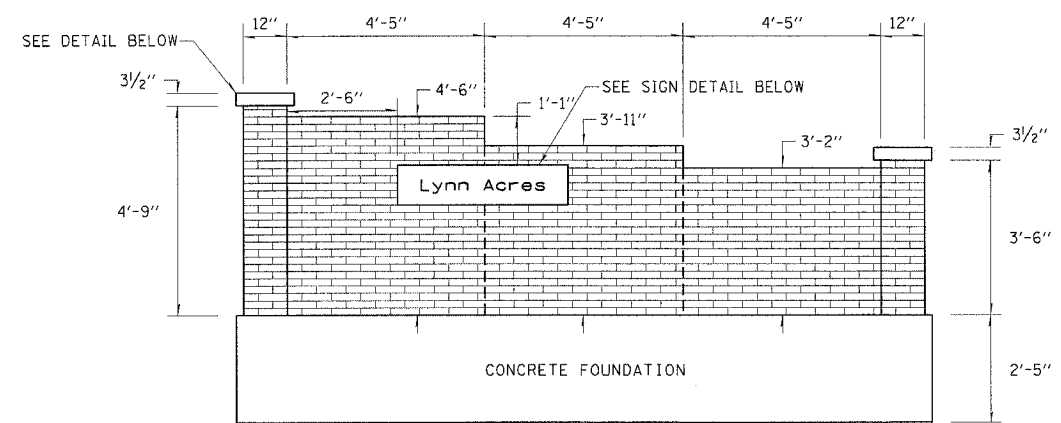 12" 4'-5" 4'-5" 4'-5" 12"
SEE DETAIL BELOW
3½"
2'-6"
4'-6"
1'-1"
SEE SIGN DETAIL BELOW
3'-11"
3'-2"
3½"
Lynn Acres
4'-9"
3'-6"
CONCRETE FOUNDATION
2'-5"